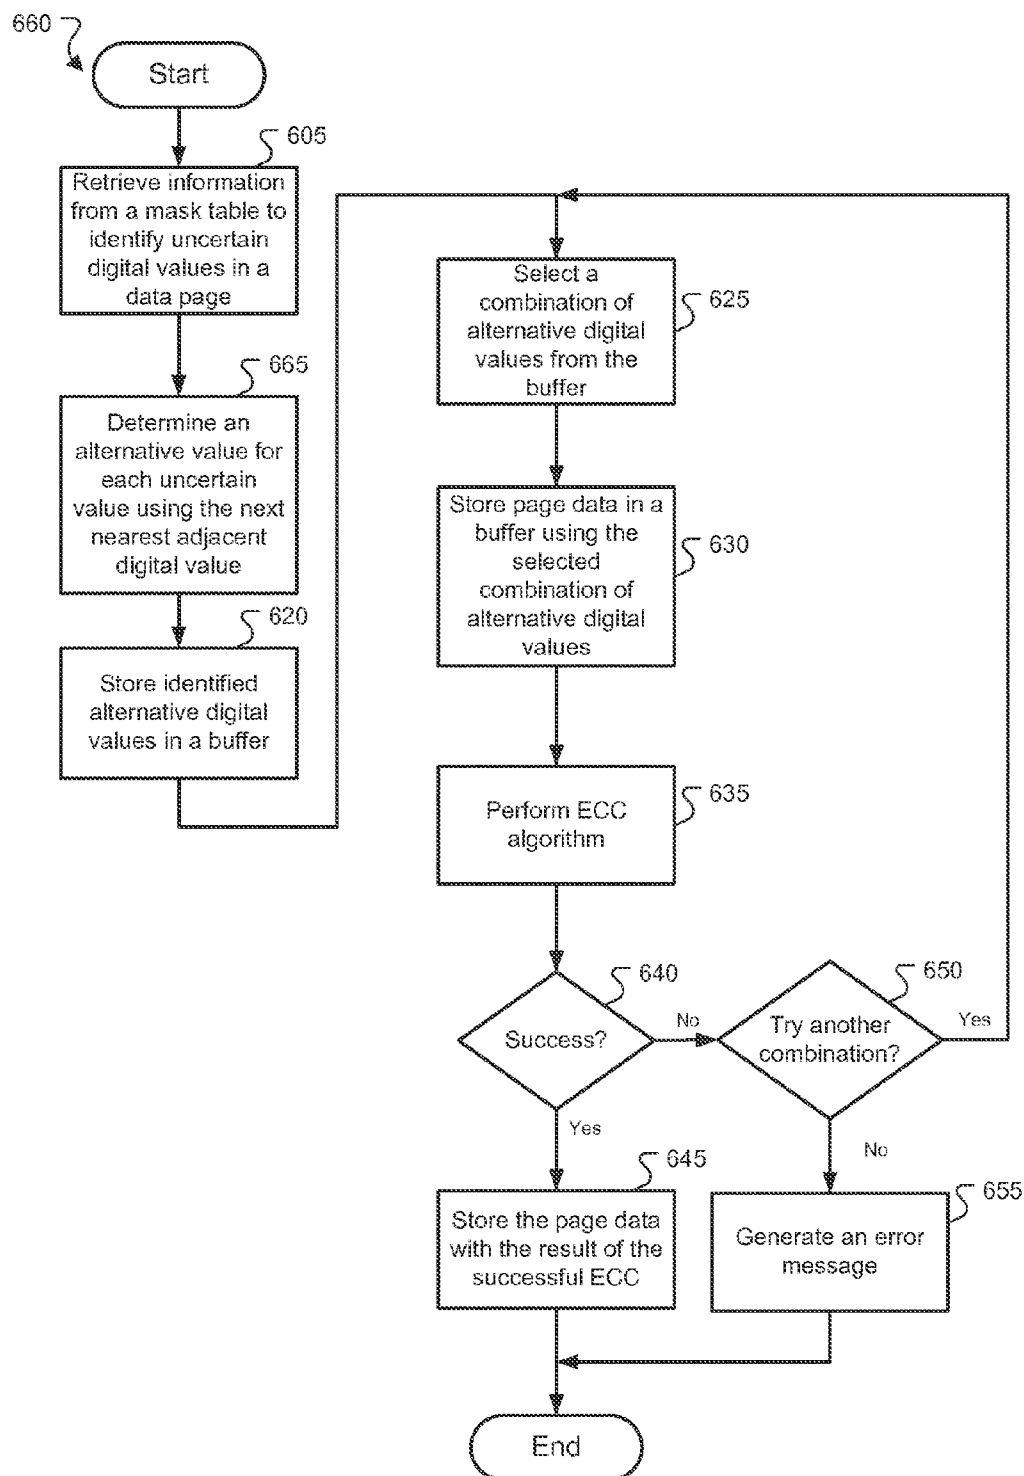 660
Start
605
Retrieve information
from a mask table to
identify uncertain
digital values in a
data page
665
Determine an
alternative value for
each uncertain
value using the next
nearest adjacent
digital value
620
Store identified
alternative digital
values in a buffer
Select a
combination of
alternative digital
values from the
buffer
625
Store page data in a
buffer using the
selected
combination of
alternative digital
values
630
Perform ECC
algorithm
635
640
Success?
No
Yes
650
Try another
combination?
Yes
No
645
Store the page data
with the result of the
successful ECC
655
Generate an error
message
End